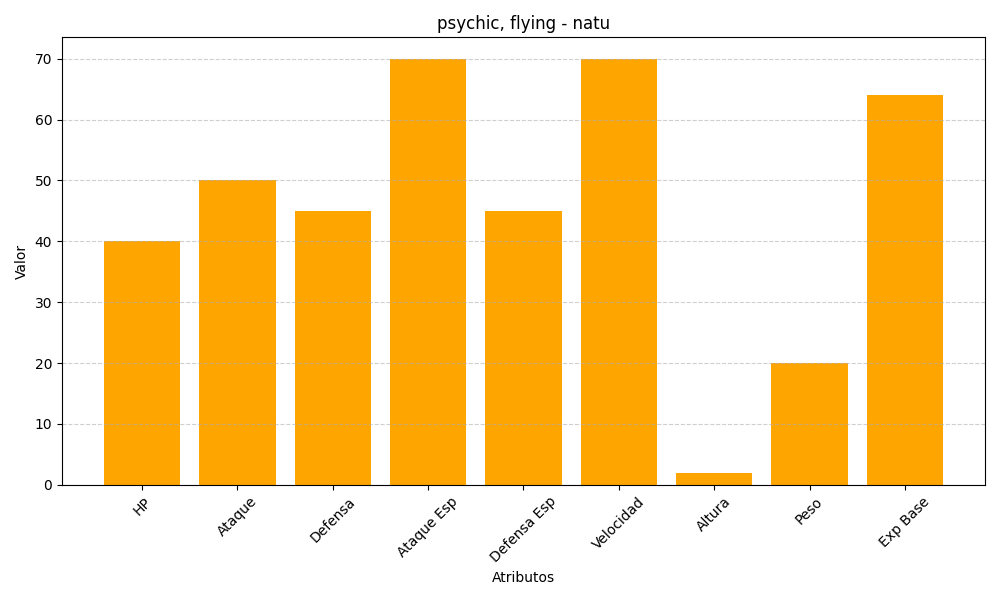 psychic, flying - natu
Valor
70
60
50
40
30
20
10
0
HP
Ataque
Defensa
Ataque Esp
Defensa Esp
Velocidad
Altura
Peso
Exp Base
Atributos